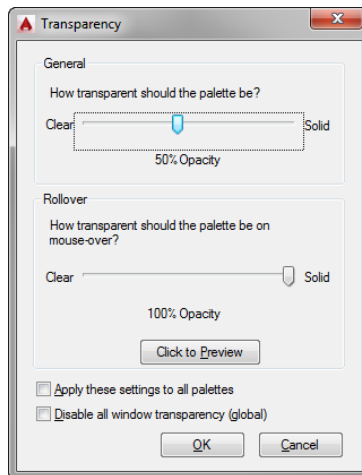 Transparency
General
How transparent should the palette be?
Clear Solid
50% Opacity
Rollover
How transparent should the palette be on
mouse-over?
Clear Solid
100% Opacity
Click to Preview
Apply these settings to all palettes
Disable all window transparency (global)
OK Cancel